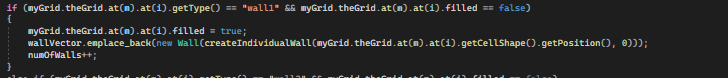 if (myGrid.theGrid.at(m).at(i).getType() == "wall1" && myGrid.theGrid.at(m).at(i).filled == false)
{
    myGrid.theGrid.at(m).at(i).filled = true;
    wallVector.emplace_back(new Wall(createIndividualWall(myGrid.theGrid.at(m).at(i).getCellShape().getPosition(), 0)));
    numOfWalls++;
}